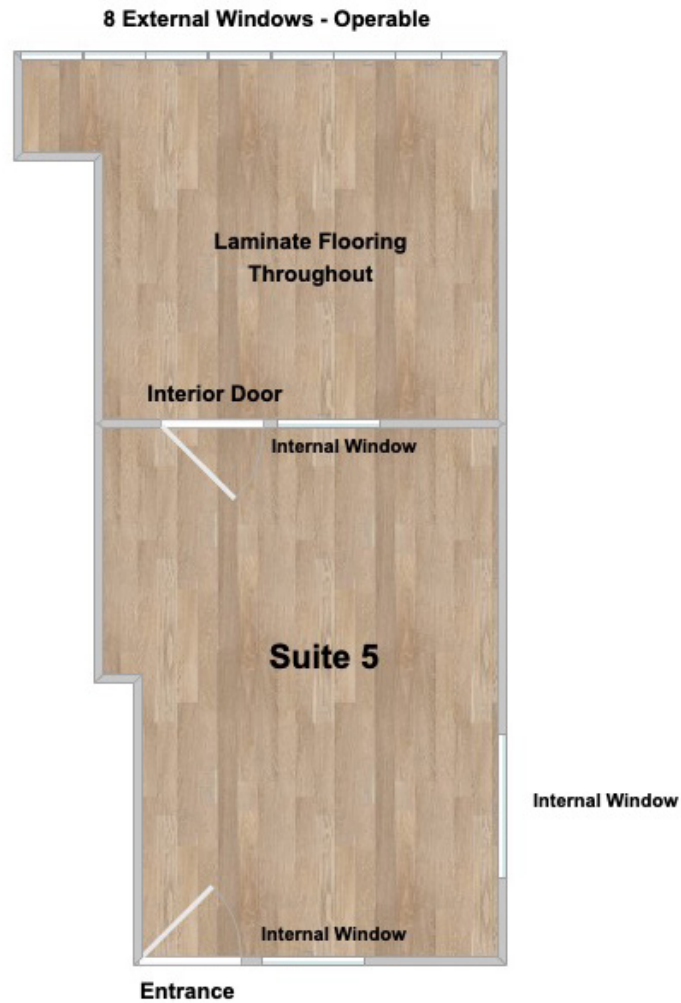 8 External Windows - Operable
Laminate Flooring
Throughout
Interior Door
Internal Window
Suite 5
Internal Window
Internal Window
Entrance